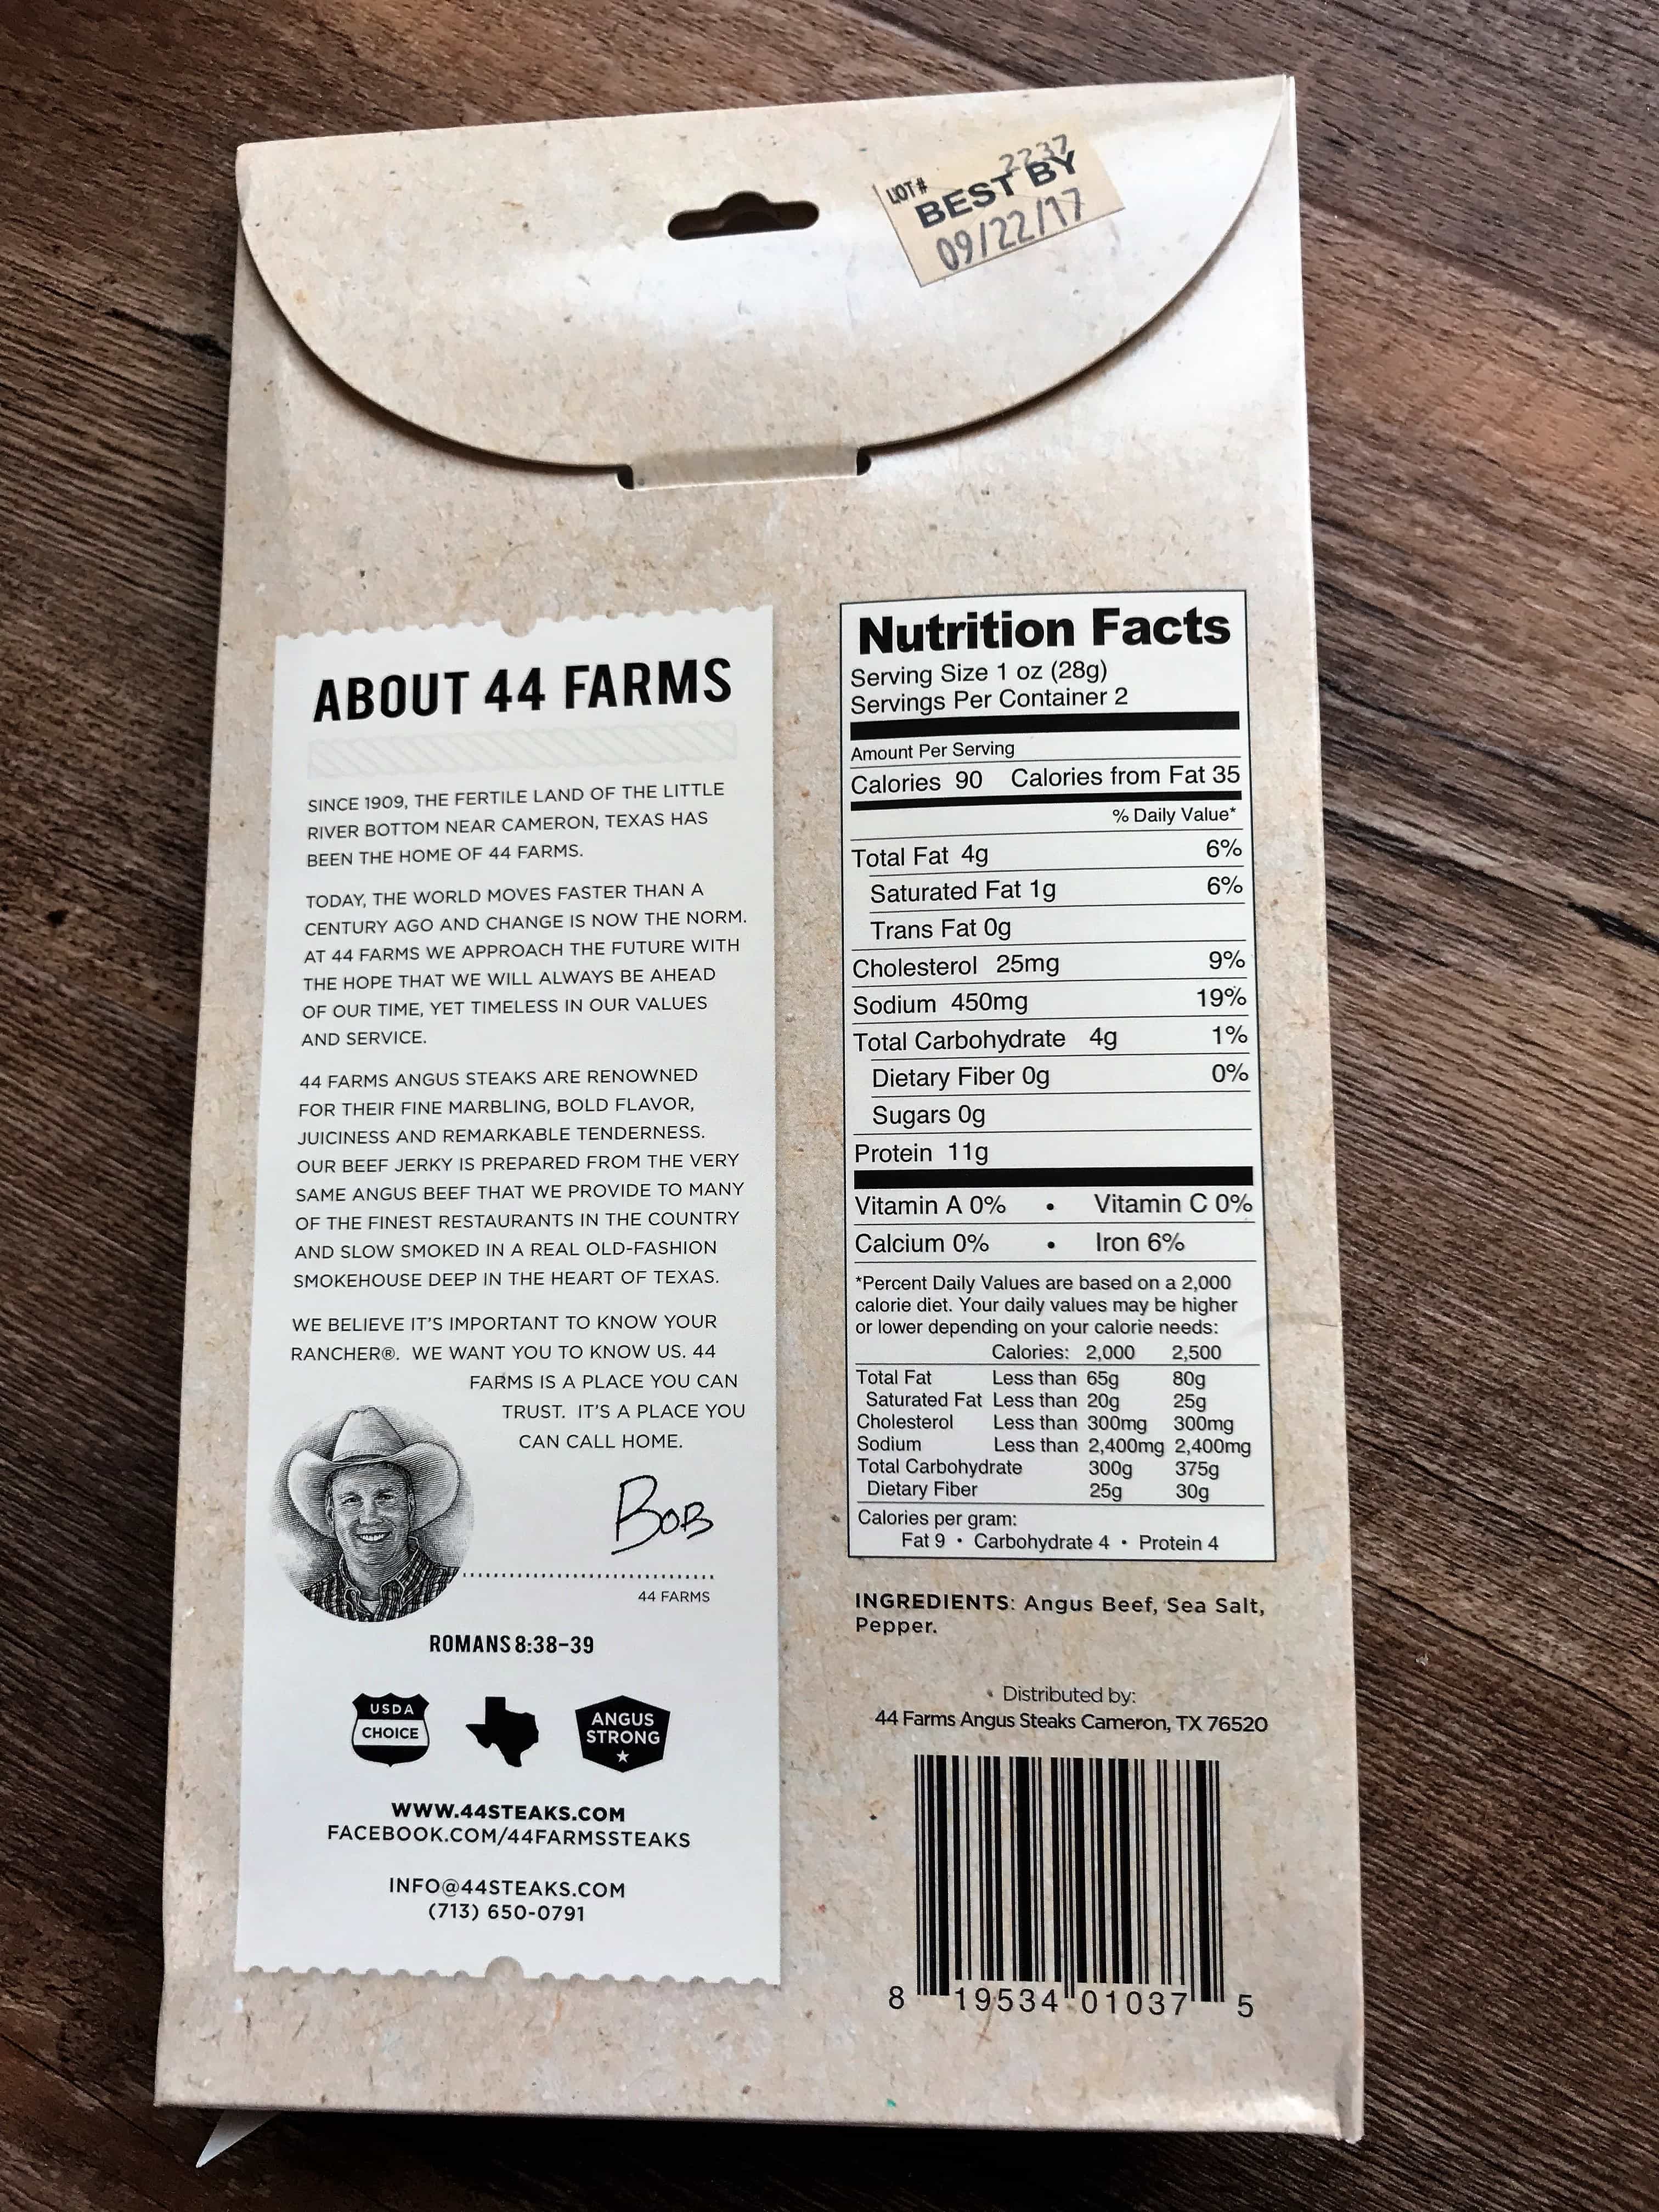 LOT# 2237
BEST BY
09/22/17
ABOUT 44 FARMS
SINCE 1909, THE FERTILE LAND OF THE LITTLE
RIVER BOTTOM NEAR CAMERON, TEXAS HAS
BEEN THE HOME OF 44 FARMS.
TODAY, THE WORLD MOVES FASTER THAN A
CENTURY AGO AND CHANGE IS NOW THE NORM.
AT 44 FARMS WE APPROACH THE FUTURE WITH
THE HOPE THAT WE WILL ALWAYS BE AHEAD
OF OUR TIME, YET TIMELESS IN OUR VALUES
AND SERVICE.
44 FARMS ANGUS STEAKS ARE RENOWNED
FOR THEIR FINE MARBLING, BOLD FLAVOR,
JUICINESS AND REMARKABLE TENDERNESS.
OUR BEEF JERKY IS PREPARED FROM THE VERY
SAME ANGUS BEEF THAT WE PROVIDE TO MANY
OF THE FINEST RESTAURANTS IN THE COUNTRY
AND SLOW SMOKED IN A REAL OLD-FASHION
SMOKEHOUSE DEEP IN THE HEART OF TEXAS.
WE BELIEVE IT'S IMPORTANT TO KNOW YOUR
RANCHER®. WE WANT YOU TO KNOW US. 44
FARMS IS A PLACE YOU CAN
TRUST. IT'S A PLACE YOU
CAN CALL HOME.
BOB
44 FARMS
ROMANS 8:38-39
USDA
CHOICE
ANGUS
STRONG
WWW.44STEAKS.COM
FACEBOOK.COM/44FARMSSTEAKS
INFO@44STEAKS.COM
(713) 650-0791
Nutrition Facts
Serving Size 1 oz (28g)
Servings Per Container 2
Amount Per Serving
Calories 90 Calories from Fat 35
% Daily Value*
Total Fat 4g 6%
Saturated Fat 1g 6%
Trans Fat 0g
Cholesterol 25mg 9%
Sodium 450mg 19%
Total Carbohydrate 4g 1%
Dietary Fiber 0g 0%
Sugars 0g
Protein 11g
Vitamin A 0% • Vitamin C 0%
Calcium 0% • Iron 6%
*Percent Daily Values are based on a 2,000
calorie diet. Your daily values may be higher
or lower depending on your calorie needs:
Calories: 2,000 2,500
Total Fat Less than 65g 80g
Saturated Fat Less than 20g 25g
Cholesterol Less than 300mg 300mg
Sodium Less than 2,400mg 2,400mg
Total Carbohydrate 300g 375g
Dietary Fiber 25g 30g
Calories per gram:
Fat 9 • Carbohydrate 4 • Protein 4
INGREDIENTS: Angus Beef, Sea Salt,
Pepper.
Distributed by:
44 Farms Angus Steaks Cameron, TX 76520
8 19534 01037 5